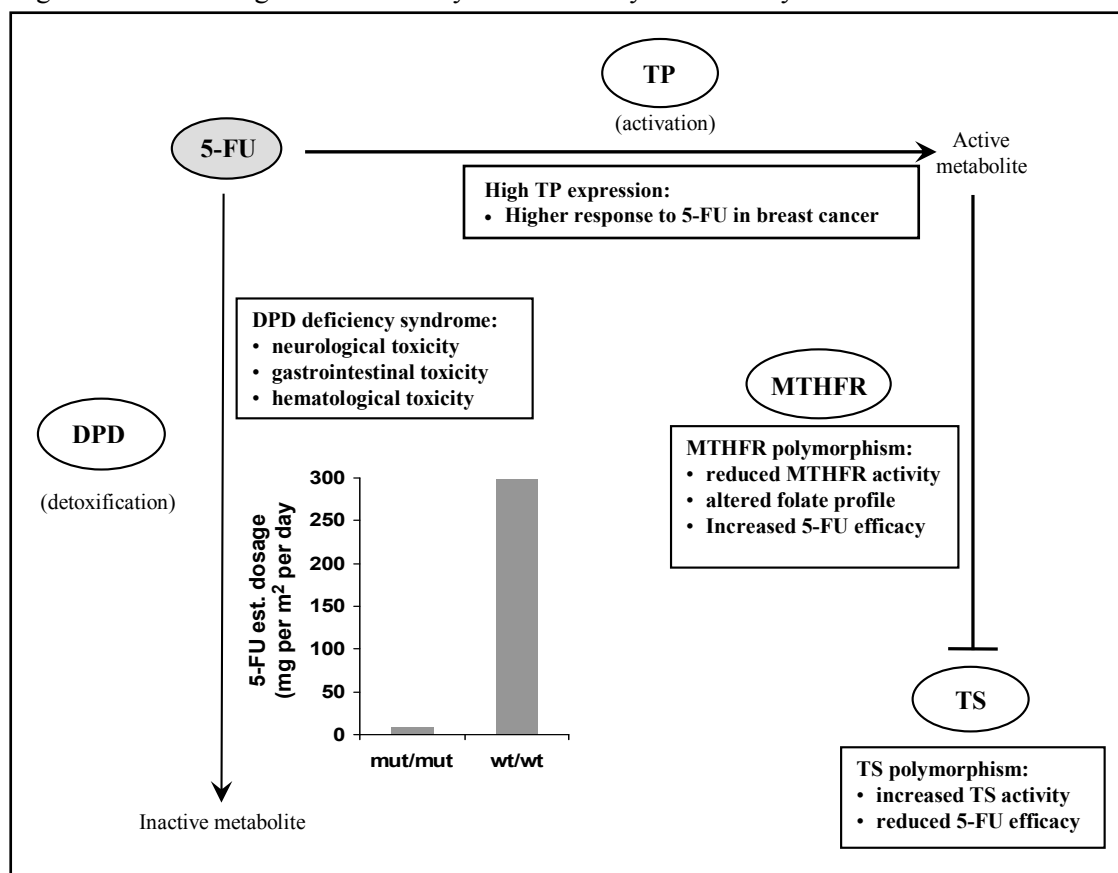 TP
(activation)
5-FU
Active
metabolite
High TP expression:
• Higher response to 5-FU in breast cancer
DPD deficiency syndrome:
• neurological toxicity
• gastrointestinal toxicity
• hematological toxicity
DPD
(detoxification)
MTHFR
MTHFR polymorphism:
• reduced MTHFR activity
• altered folate profile
• Increased 5-FU efficacy
5-FU est. dosage
(mg per m² per day
300
250
200
150
100
50
0
mut/mut wt/wt
TS
TS polymorphism:
• increased TS activity
• reduced 5-FU efficacy
Inactive metabolite